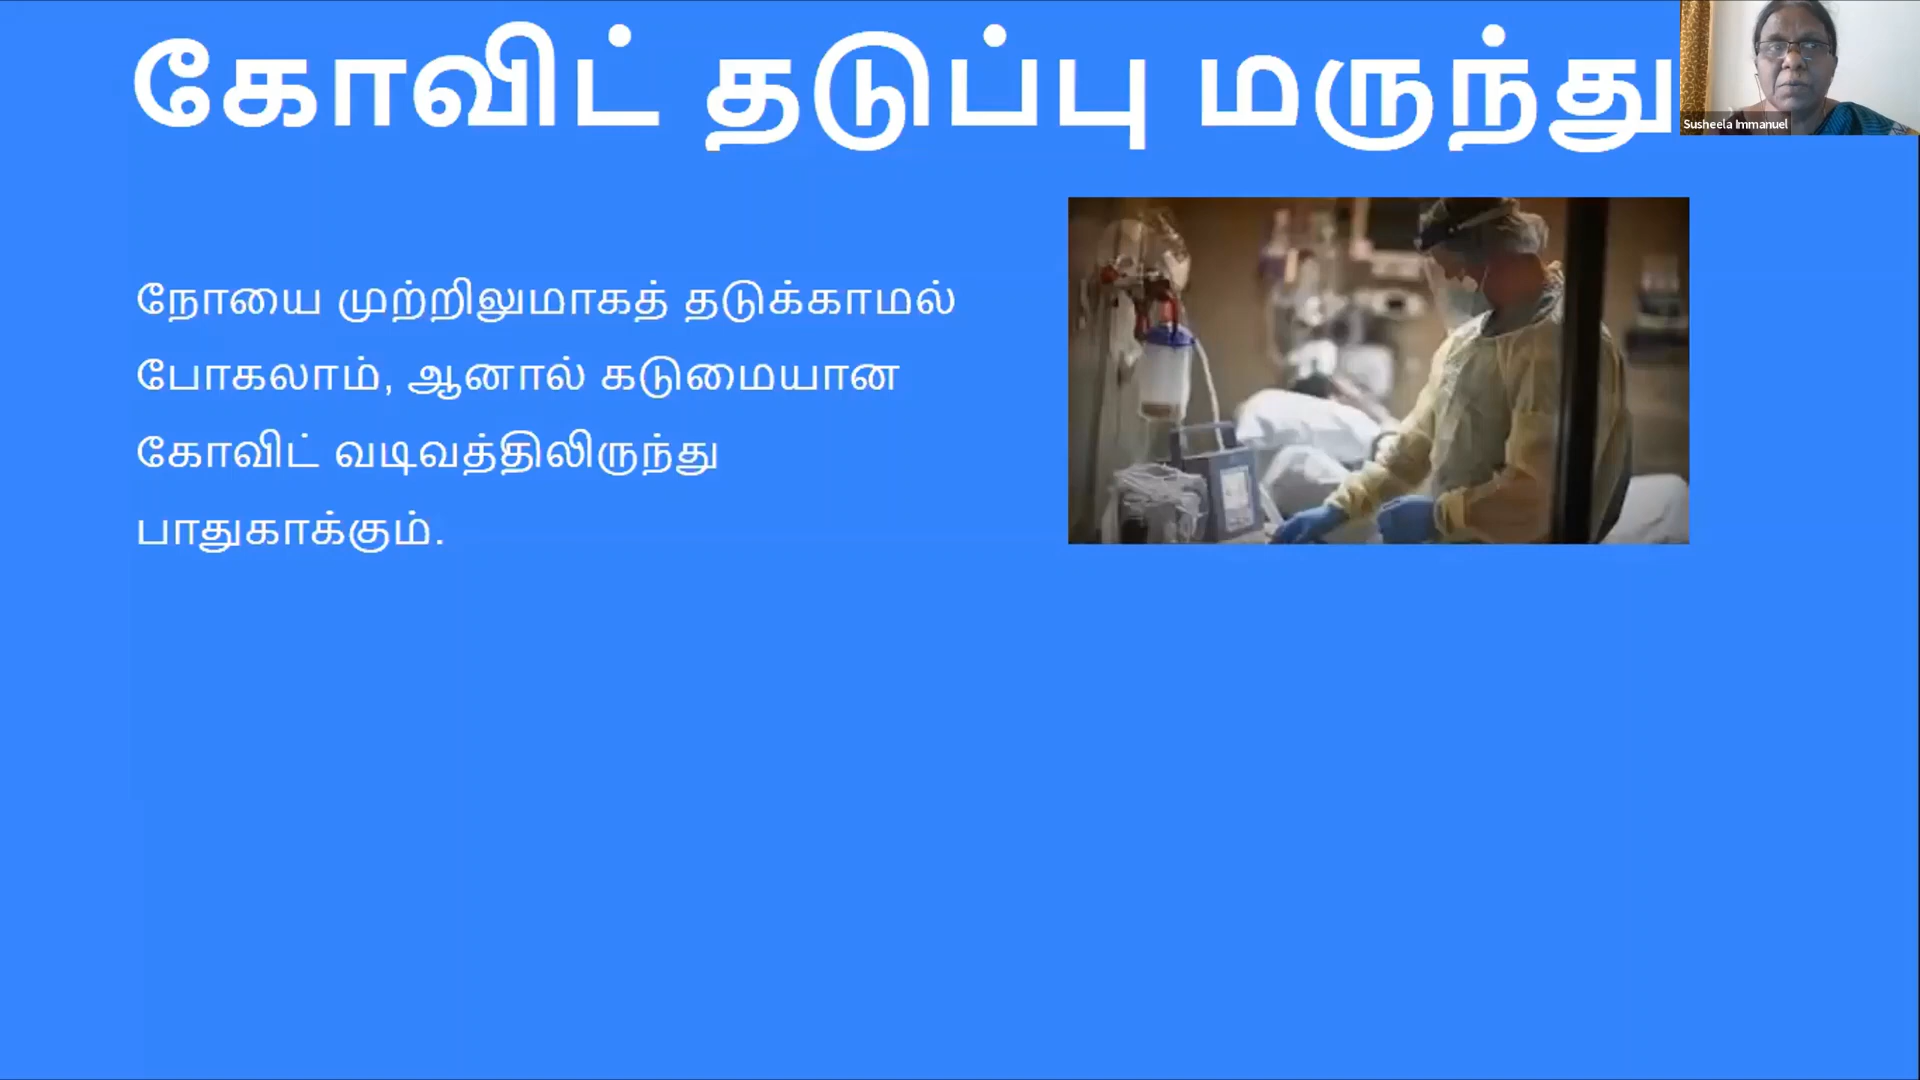 கோவிட் தடுப்பு மருந்து
Susheela Immanuel
நோயை முற்றிலுமாகத் தடுக்காமல்
போகலாம், ஆனால் கடுமையான
கோவிட் வடிவத்திலிருந்து
பாதுகாக்கும்.